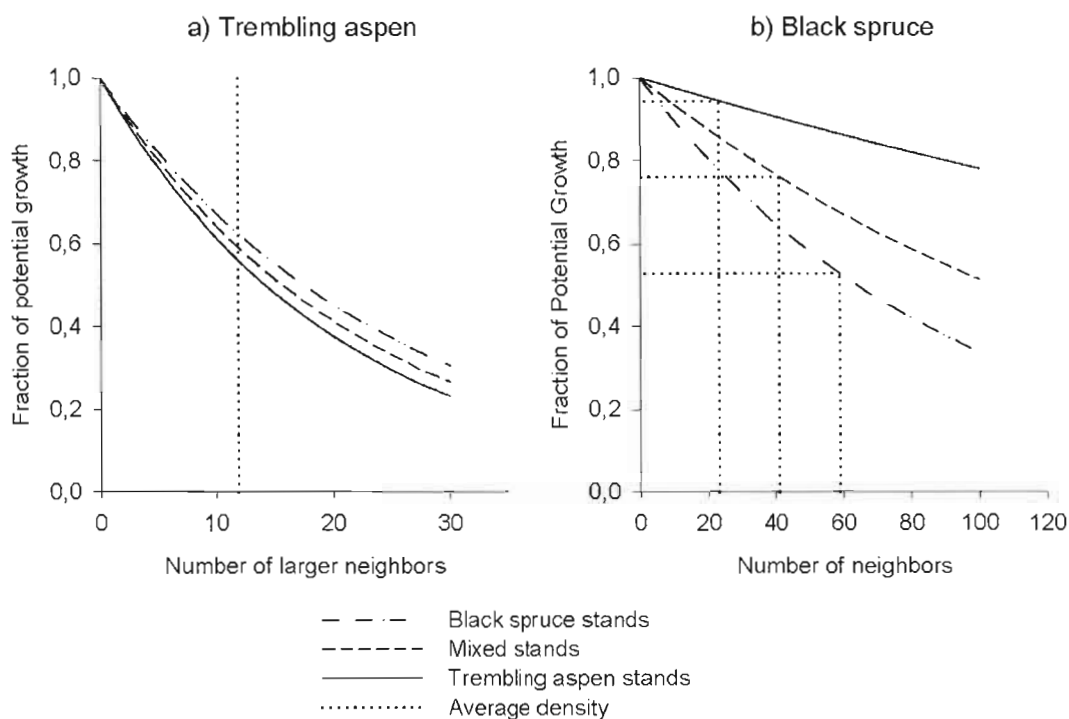 a) Trembling aspen
Fraction of potential growth
1,0
0,8
0,6
0,4
0,2
0,0
0 10 20 30
Number of larger neighbors
b) Black spruce
Fraction of Potential Growth
1,0
0,8
0,6
0,4
0,2
0,0
0 20 40 60 80 100 120
Number of neighbors
Black spruce stands
Mixed stands
Trembling aspen stands
Average density